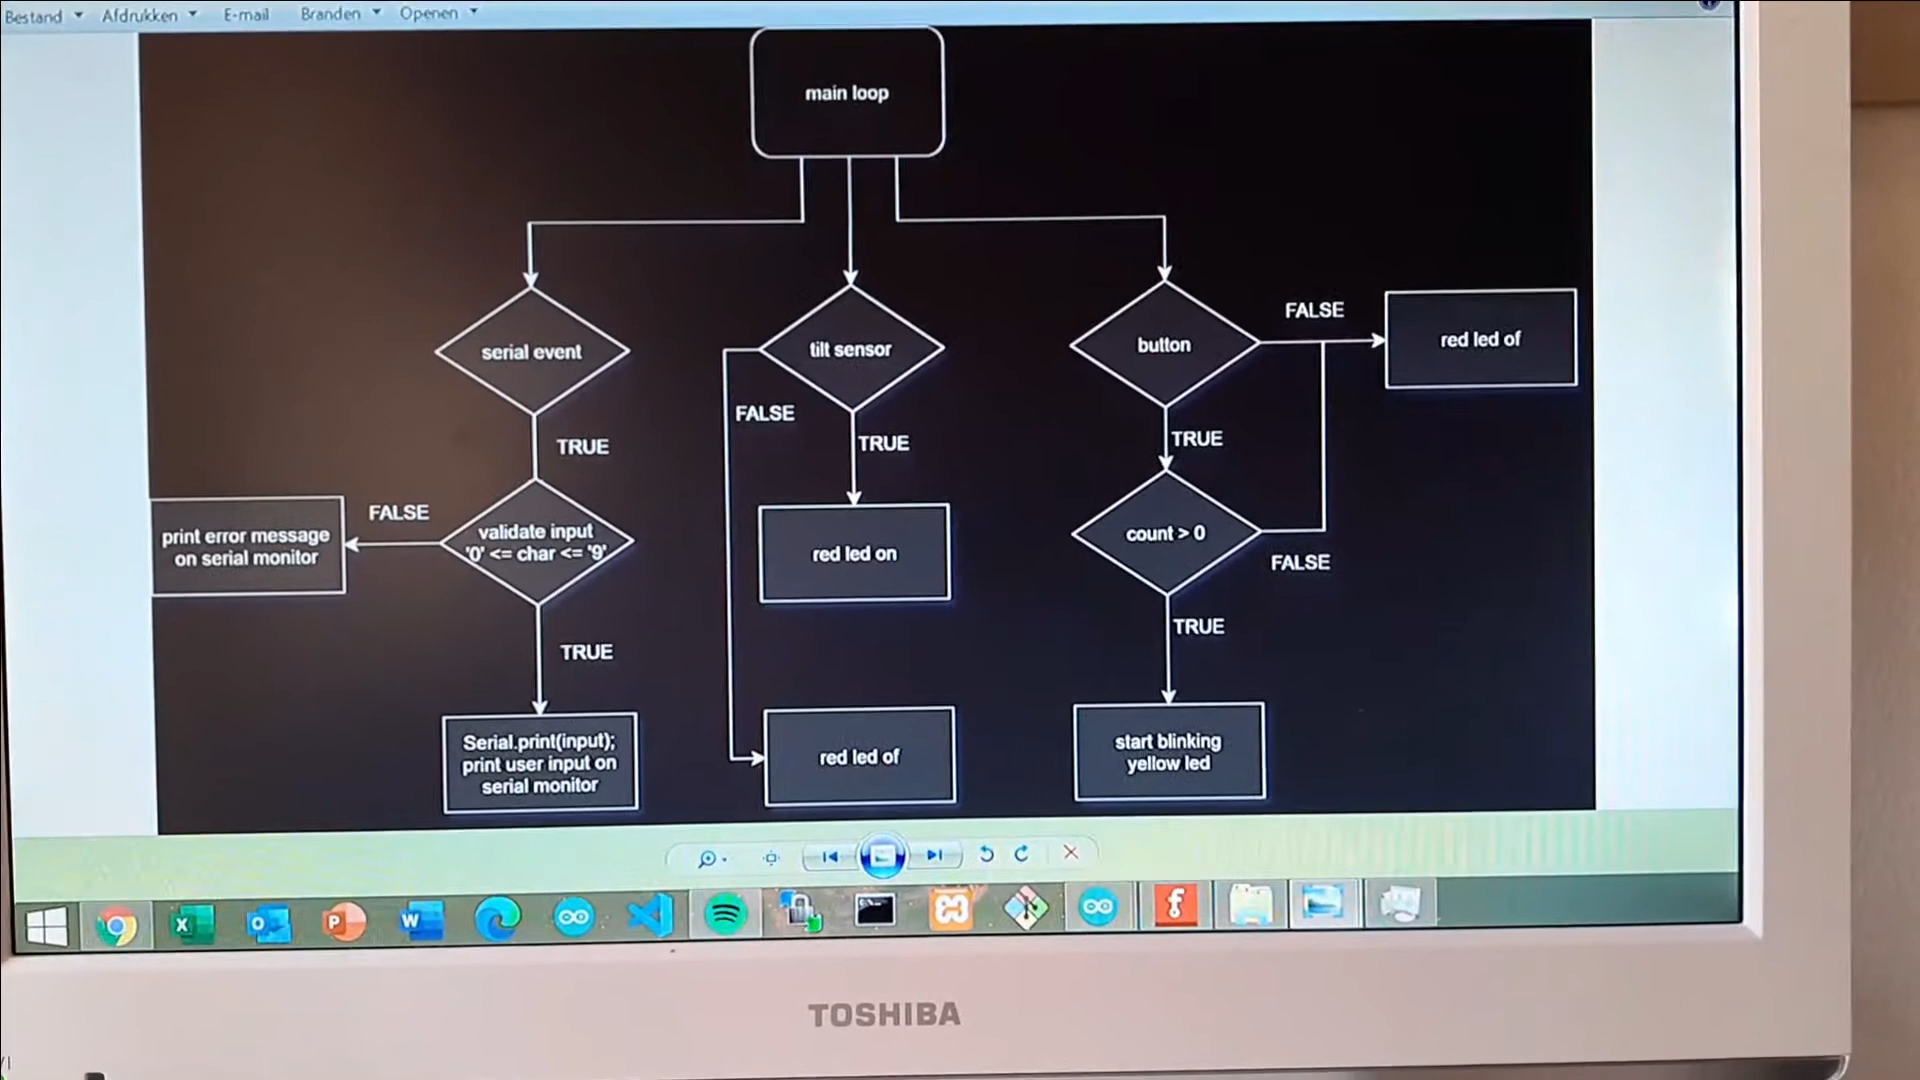 Bestand Afdrukken E-mail Branden Openen
main loop
serial event
tilt sensor
button
FALSE
red led of
TRUE
FALSE
TRUE
TRUE
print error message
on serial monitor
FALSE
validate input
'0' <= char <= '9'
red led on
count > 0
FALSE
TRUE
TRUE
Serial.print(input);
print user input on
serial monitor
red led of
start blinking
yellow led
TOSHIBA